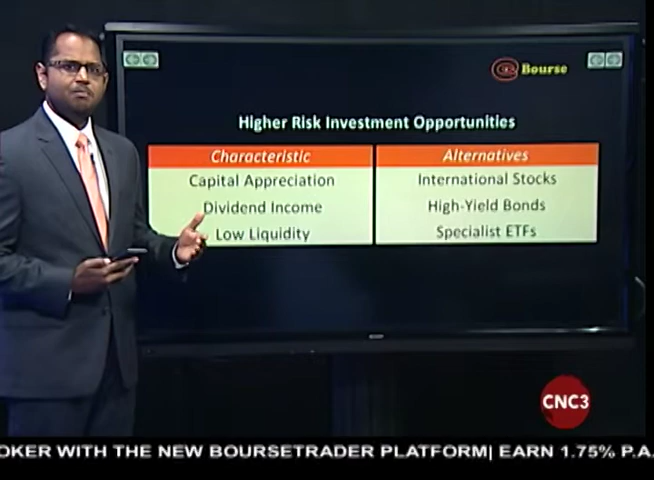 Bourse
Higher Risk Investment Opportunities
Characteristic Alternatives
Capital Appreciation International Stocks
Dividend Income High-Yield Bonds
Low Liquidity Specialist ETFs
CNC3
OKER WITH THE NEW BOURSETRADER PLATFORM| EARN 1.75% P.A.